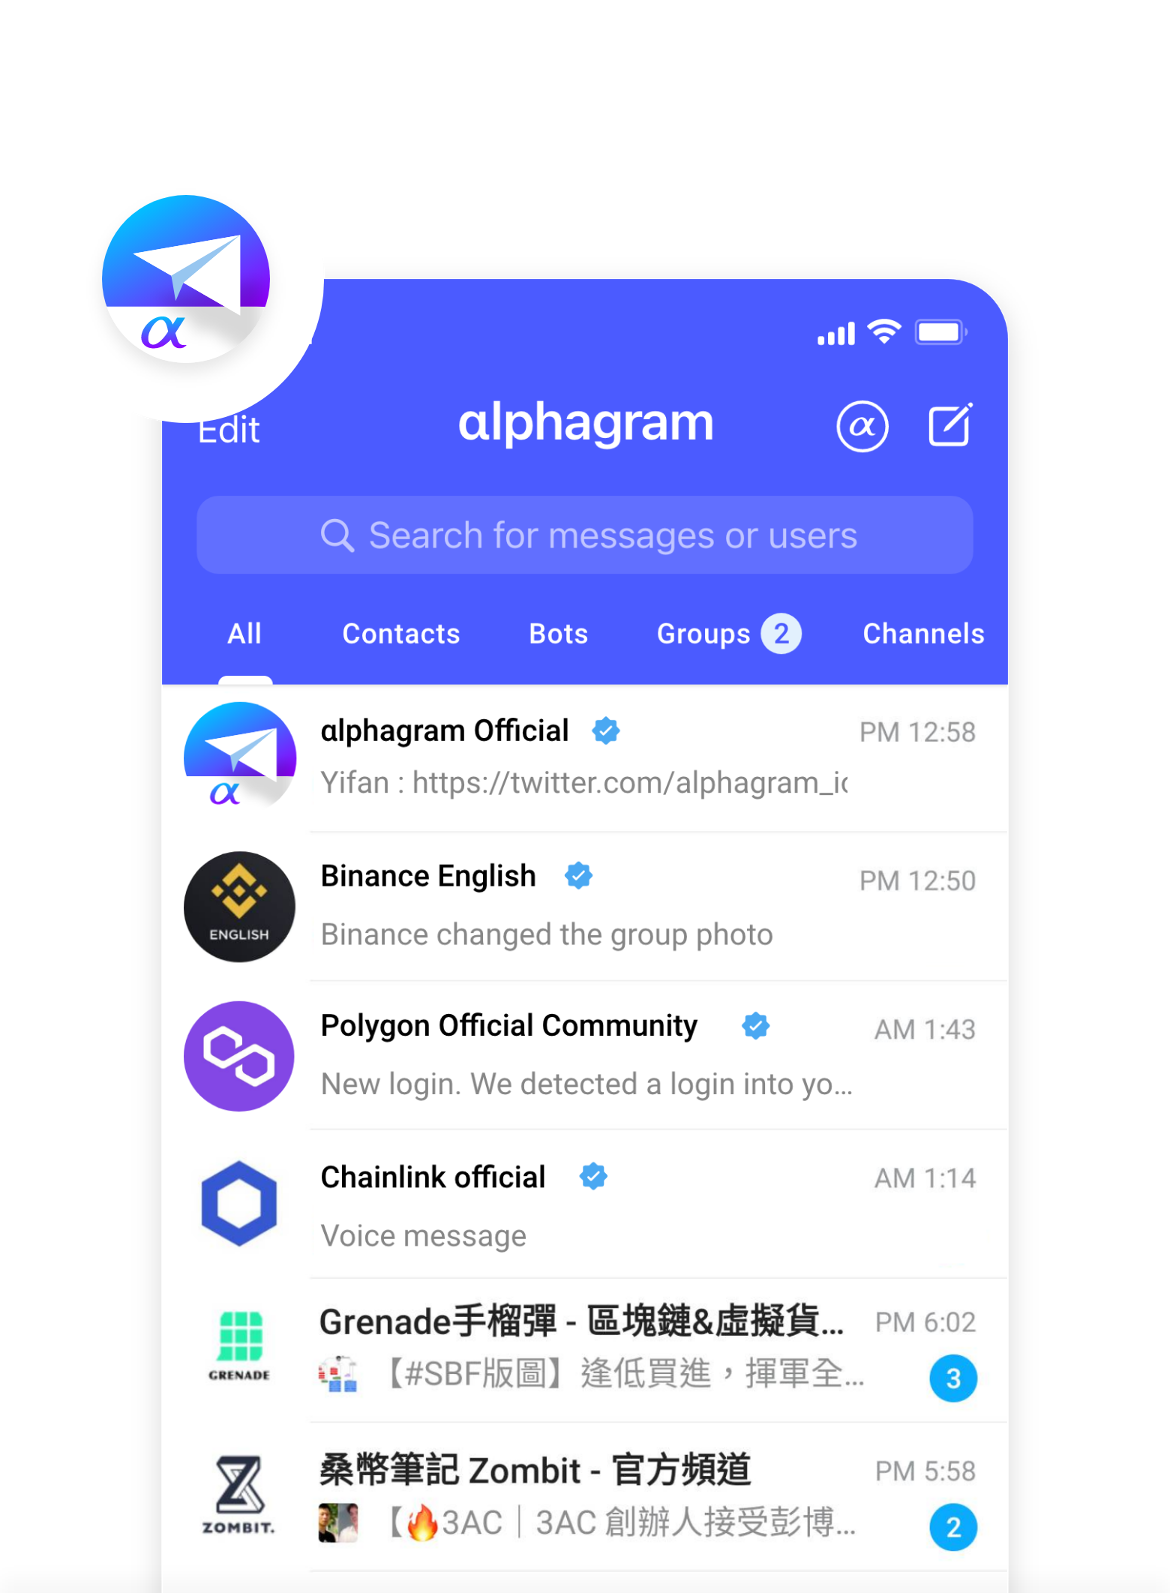 α
Edit
αlphagram
α
Search for messages or users
All
Contacts
Bots
Groups 2
Channels
αlphagram Official
PM 12:58
α
Yifan : https://twitter.com/alphagram_io
Binance English
PM 12:50
ENGLISH
Binance changed the group photo
Polygon Official Community
AM 1:43
New login. We detected a login into yo...
Chainlink official
AM 1:14
Voice message
Grenade手榴彈 - 區塊鏈&虛擬貨...
PM 6:02
GRENADE
【#SBF版圖】逢低買進，揮軍全...
3
桑幣筆記 Zombit - 官方頻道
PM 5:58
ZOMBIT.
【🔥3AC｜3AC 創辦人接受彭博...
2